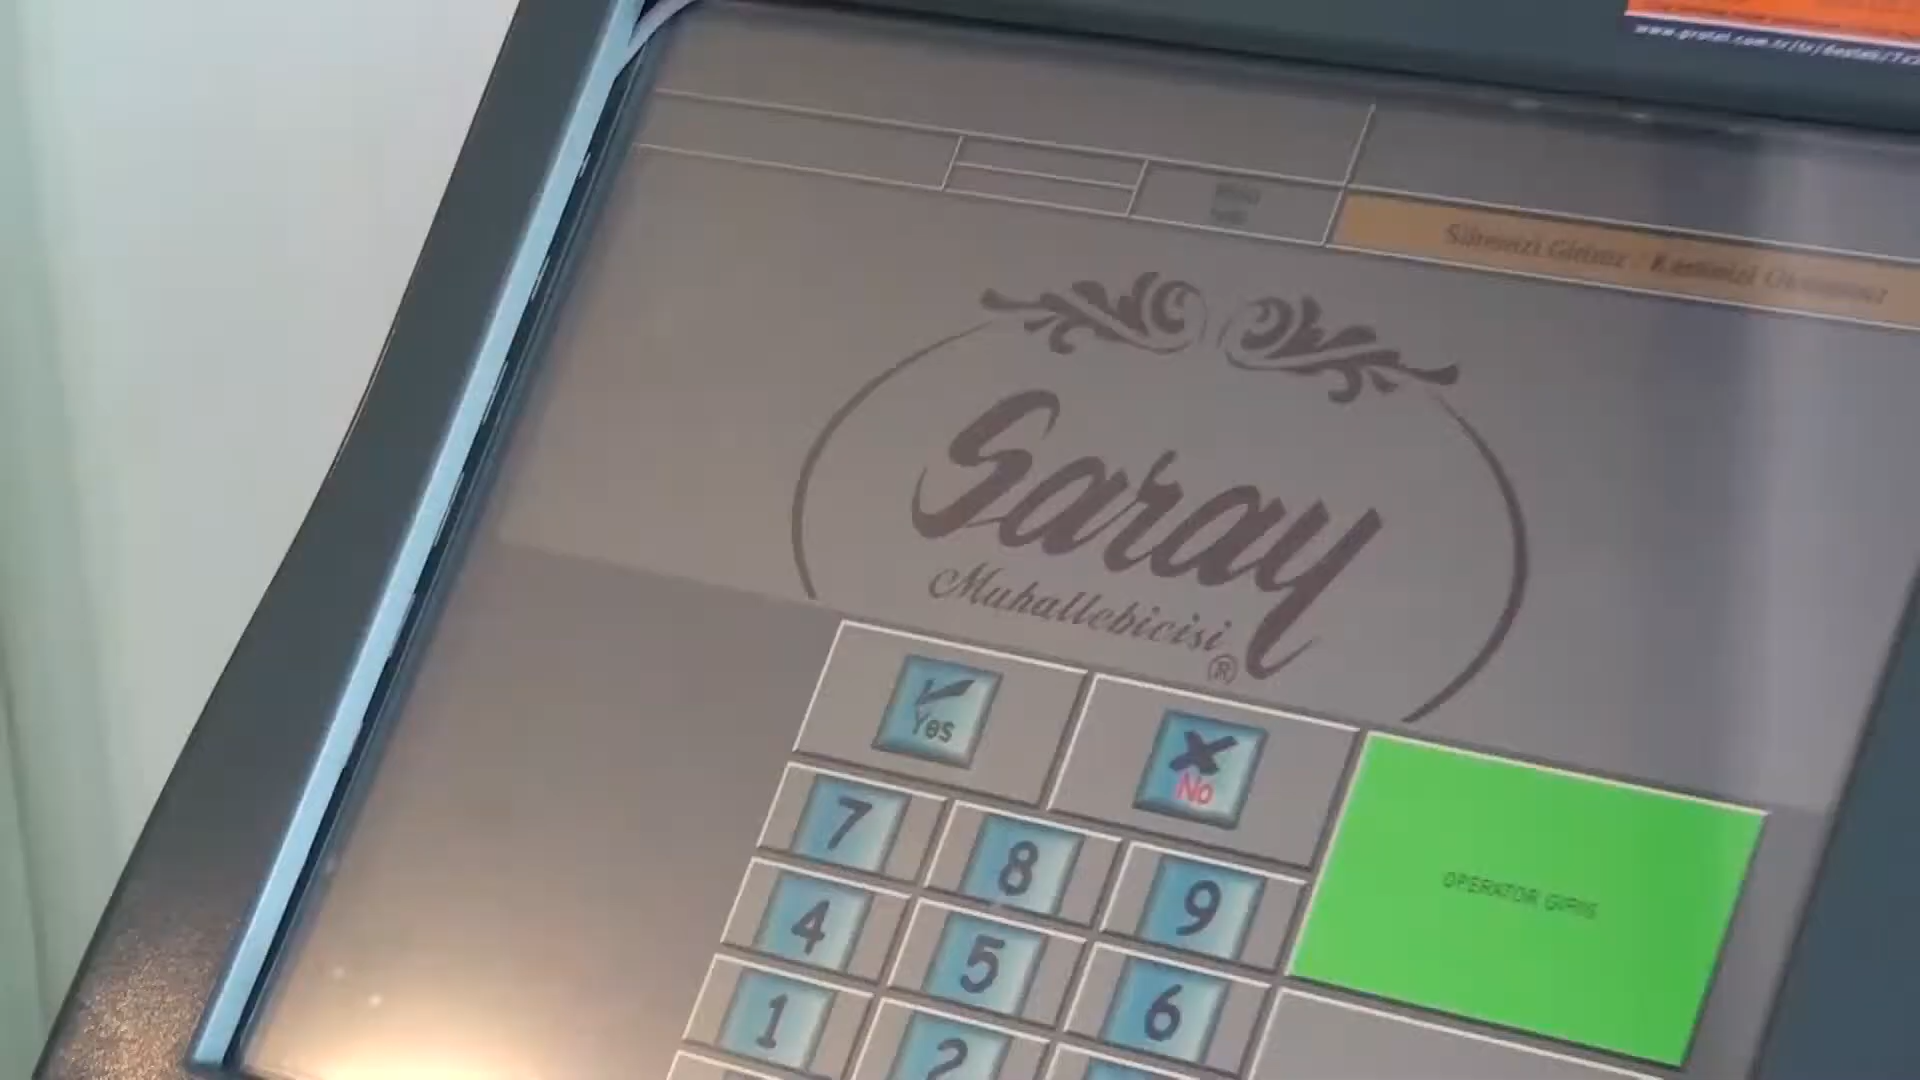 Saray
Muhallebicisi
®
Yes
No
7
8
9
OPERATOR GIRIS
4
5
6
1
2